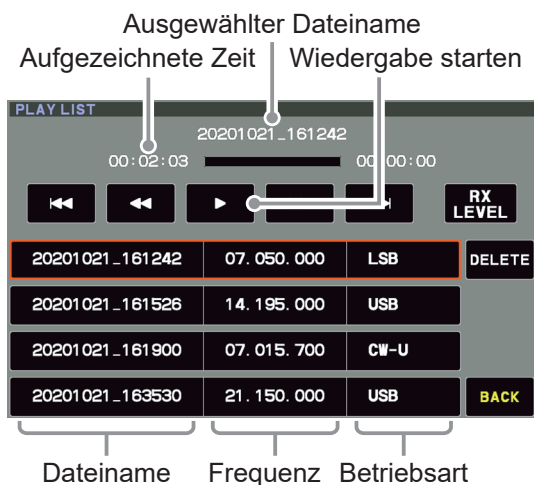 Ausgewählter Dateiname
Aufgezeichnete Zeit Wiedergabe starten
PLAY LIST
20201021_161242
00:02:03 00:00:00
RX
LEVEL
20201021_161242 07.050.000 LSB DELETE
20201021_161526 14.195.000 USB
20201021_161900 07.015.700 CW-U
20201021_163530 21.150.000 USB BACK
Dateiname Frequenz Betriebsart